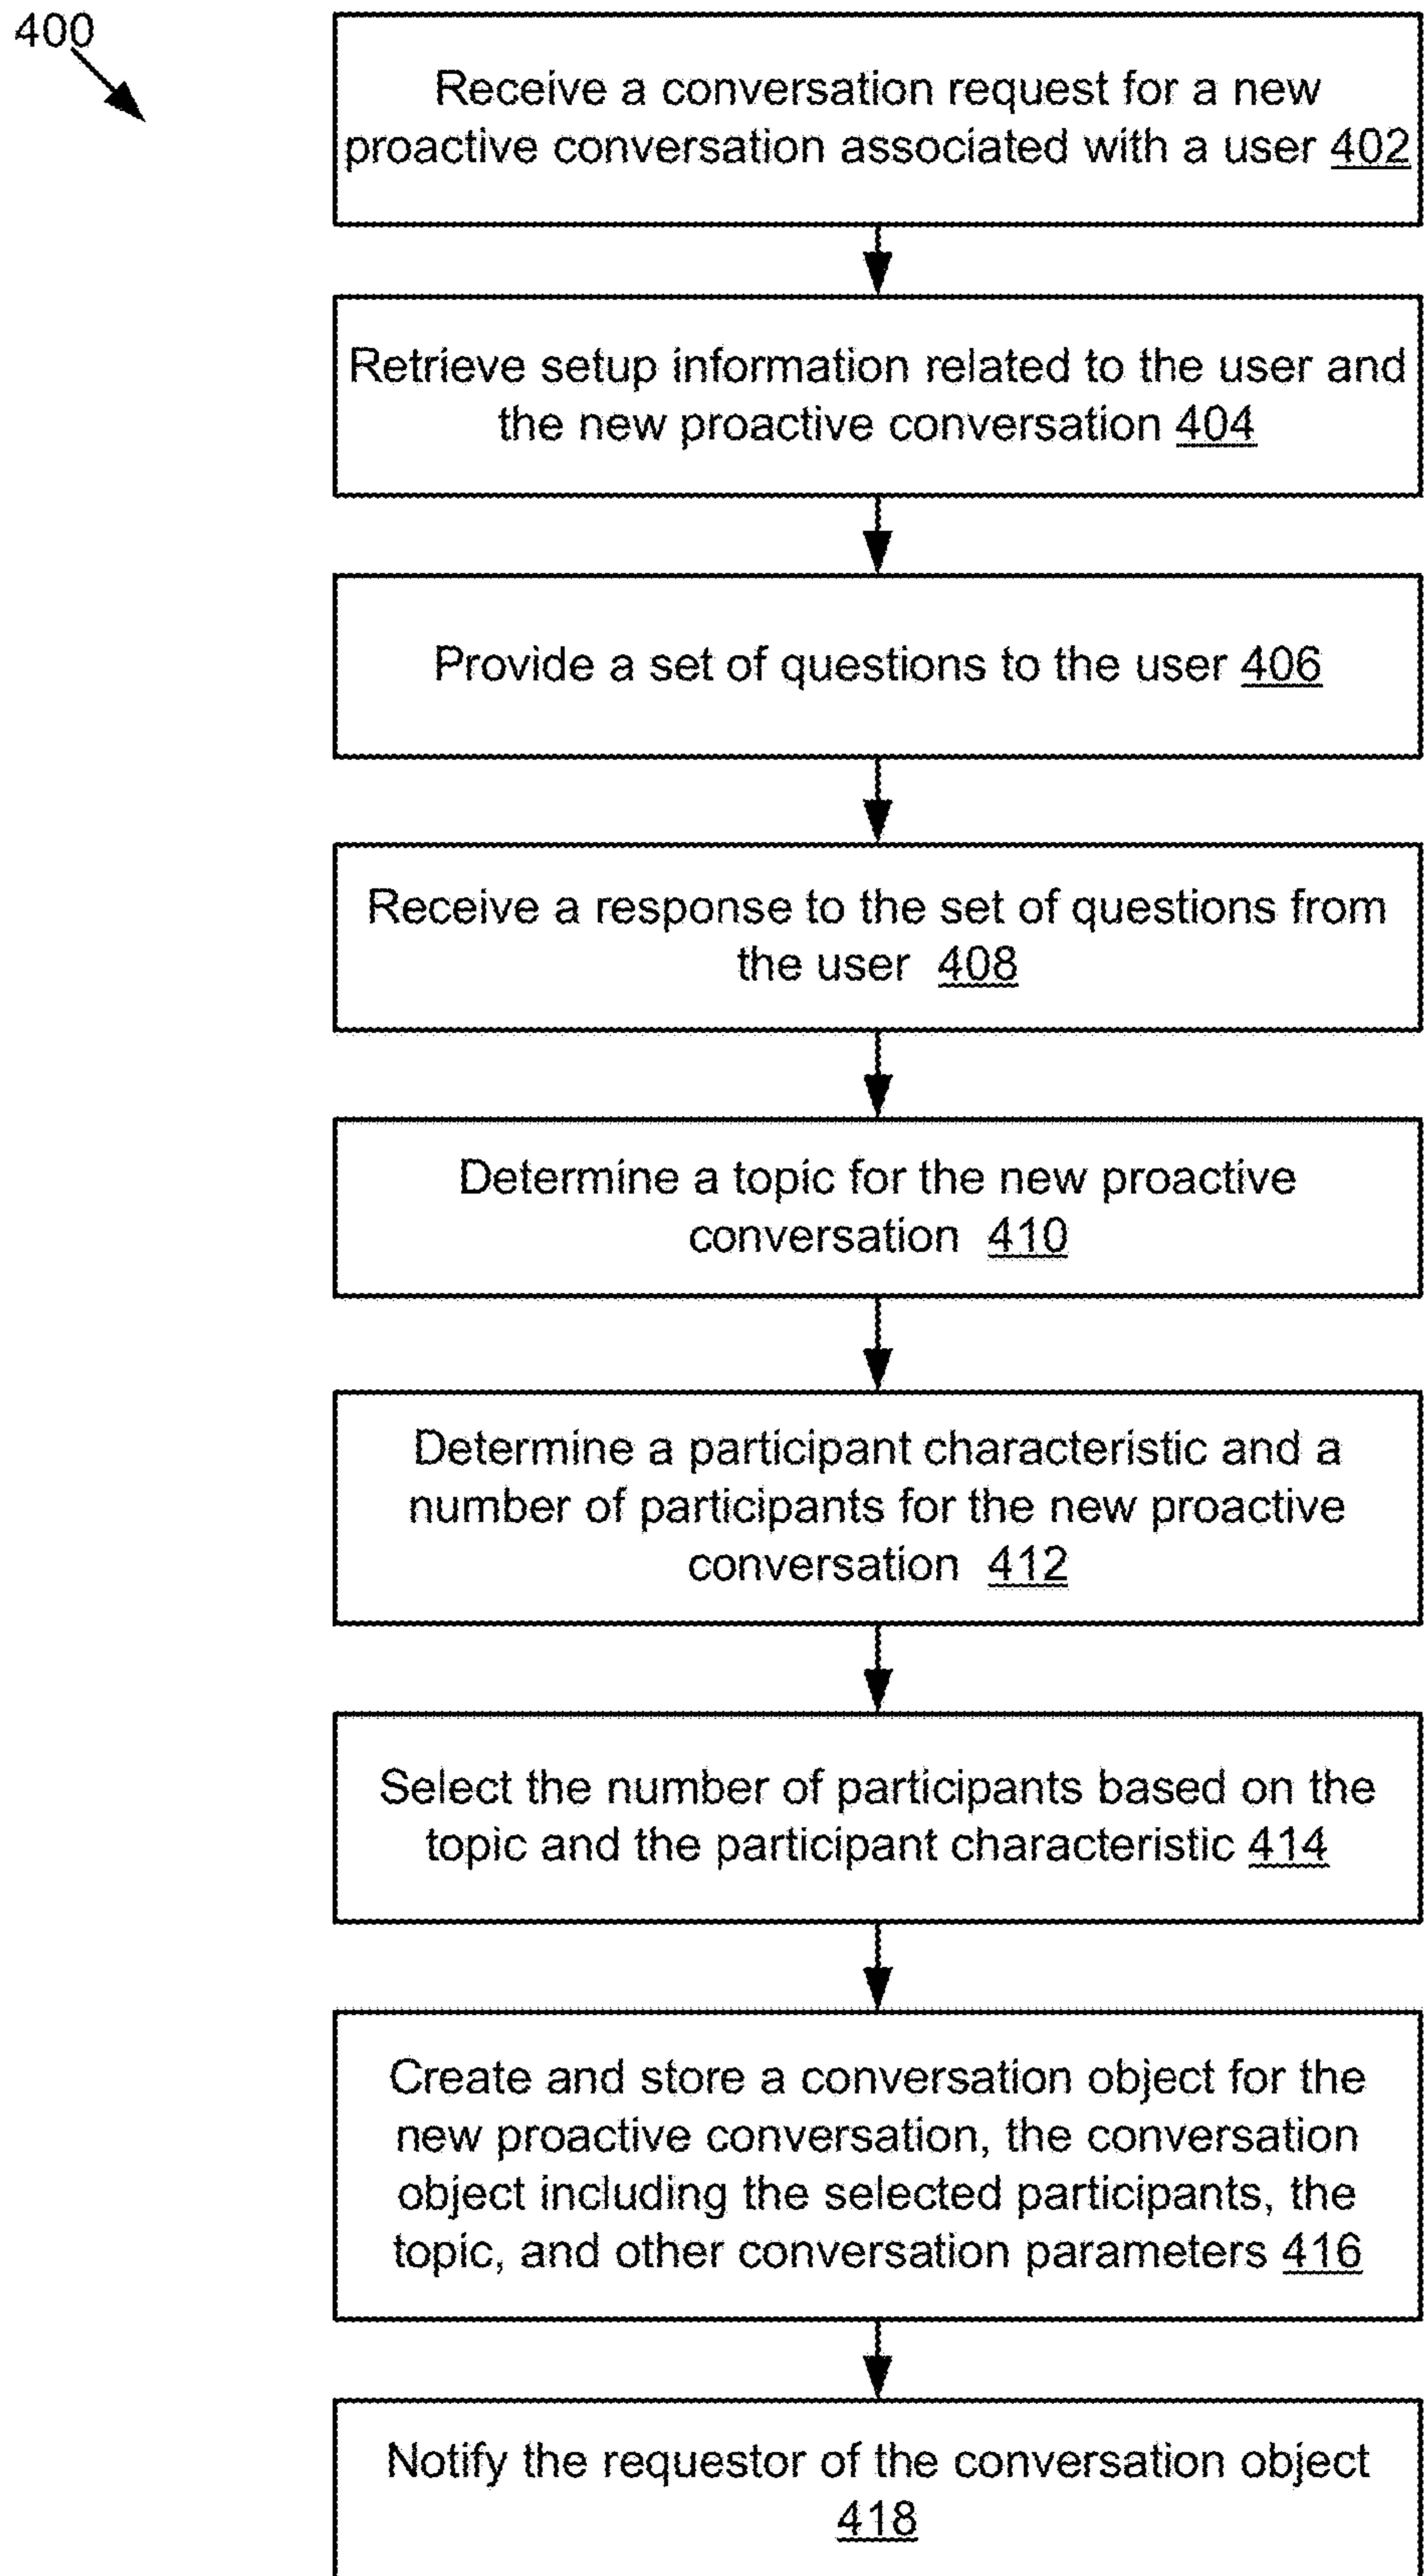 400
Receive a conversation request for a new
proactive conversation associated with a user 402
Retrieve setup information related to the user and
the new proactive conversation 404
Provide a set of questions to the user 406
Receive a response to the set of questions from
the user 408
Determine a topic for the new proactive
conversation 410
Determine a participant characteristic and a
number of participants for the new proactive
conversation 412
Select the number of participants based on the
topic and the participant characteristic 414
Create and store a conversation object for the
new proactive conversation, the conversation
object including the selected participants, the
topic, and other conversation parameters 416
Notify the requestor of the conversation object
418